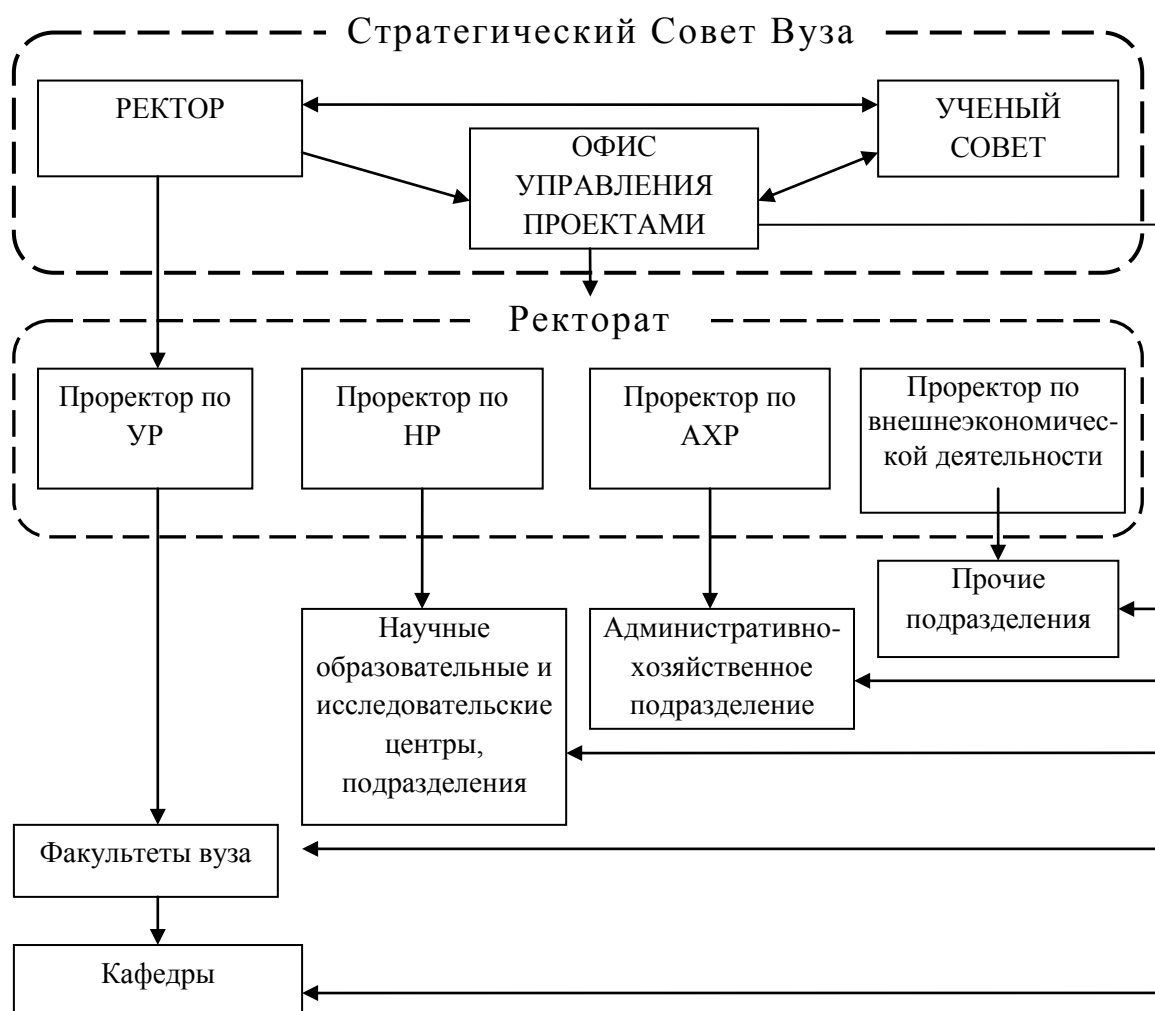 Стратегический Совет Вуза
РЕКТОР
УЧЕНЫЙ
СОВЕТ
ОФИС
УПРАВЛЕНИЯ
ПРОЕКТАМИ
Ректорат
Проректор по
УР
Проректор по
НР
Проректор по
АХР
Проректор по
внешнеэкономичес-
кой деятельности
Прочие
подразделения
Научные
образовательные и
исследовательские
центры,
подразделения
Административно-
хозяйственное
подразделение
Факультеты вуза
Кафедры